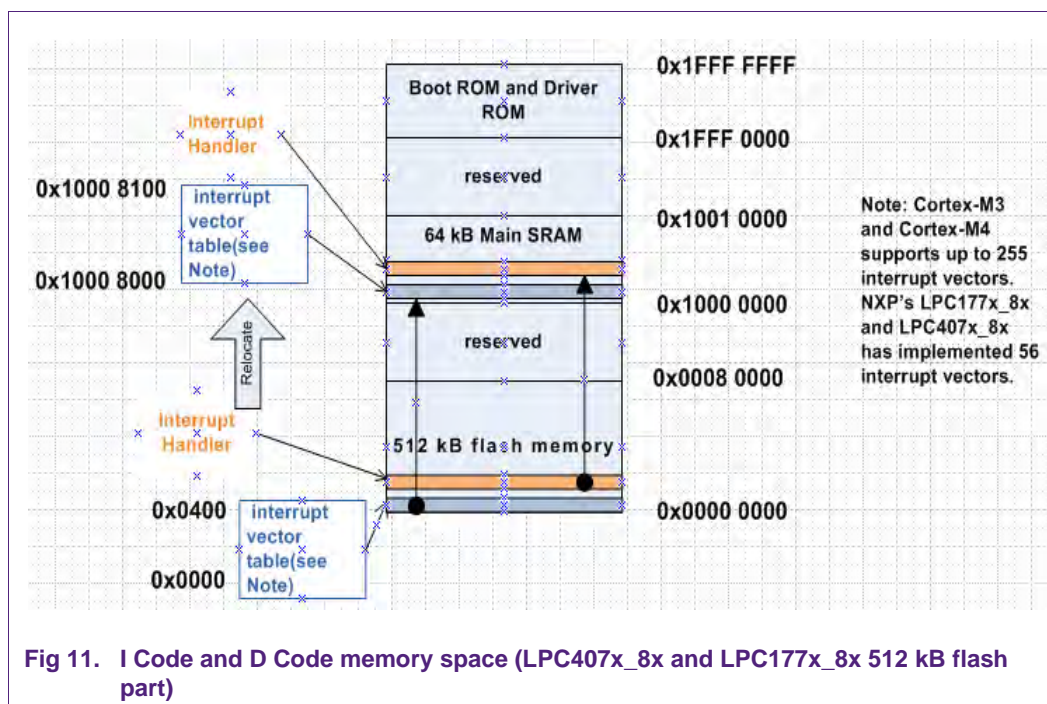 0x1FFF FFFF
Boot ROM and Driver
ROM
Interrupt
Handler
0x1FFF 0000
reserved
0x1000 8100
interrupt
vector
table(see
Note)
0x1000 8000
0x1001 0000
64 kB Main SRAM
Note: Cortex-M3
and Cortex-M4
supports up to 255
interrupt vectors.
NXP's LPC177x_8x
and LPC407x_8x
has implemented 56
interrupt vectors.
0x1000 0000
Relocate
reserved
0x0008 0000
Interrupt
Handler
512 kB flash memory
0x0400
interrupt
vector
table(see
Note)
0x0000
0x0000 0000
Fig 11. I Code and D Code memory space (LPC407x_8x and LPC177x_8x 512 kB flash
part)